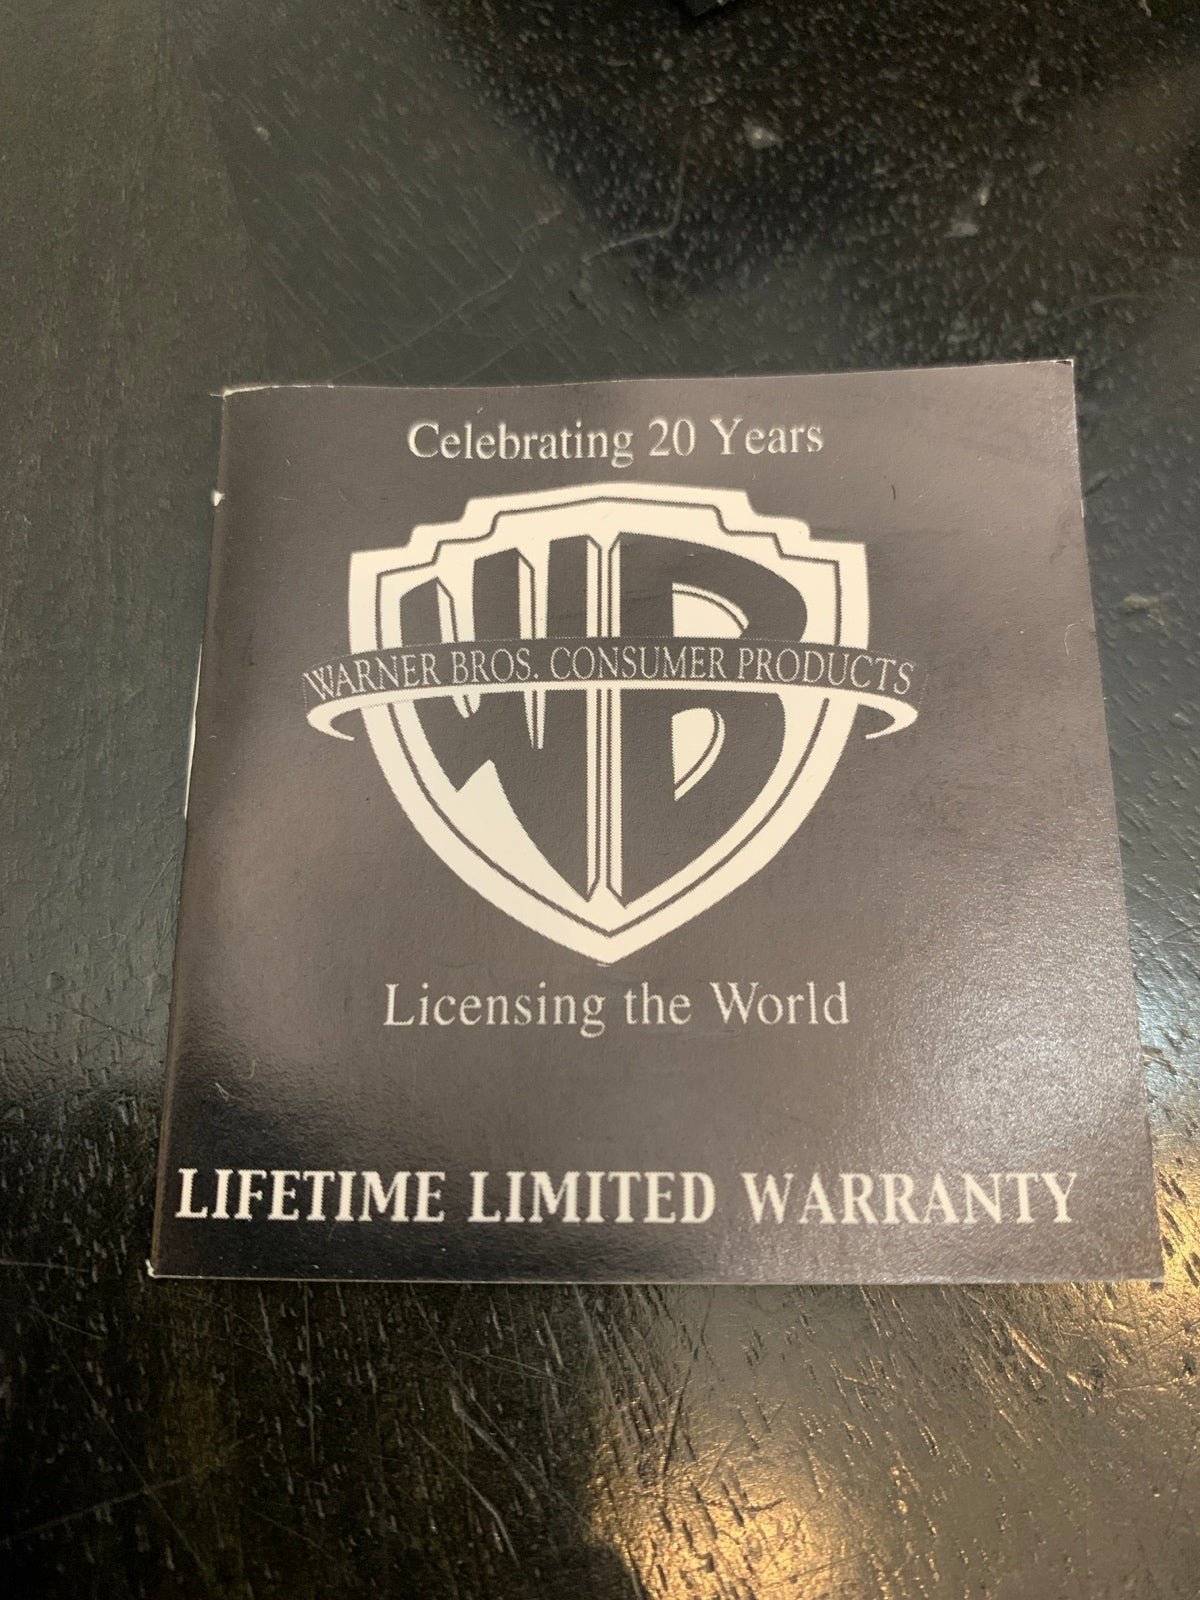 Celebrating 20 Years
WB
WARNER BROS. CONSUMER PRODUCTS
Licensing the World
LIFETIME LIMITED WARRANTY